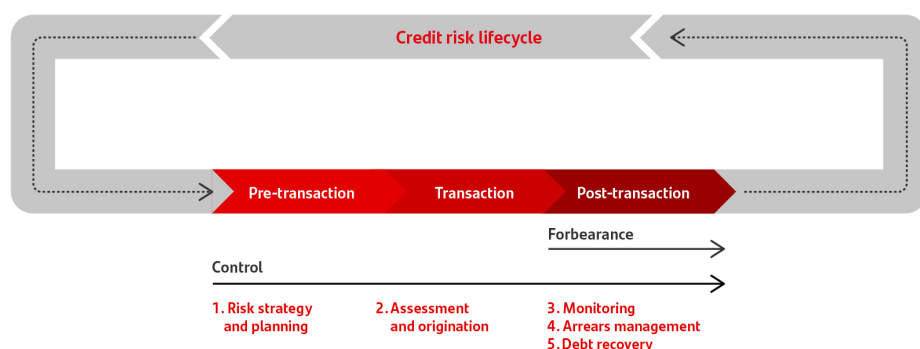 Credit risk lifecycle
Pre-transaction
Transaction
Post-transaction
Forbearance
Control
1. Risk strategy
and planning
2. Assessment
and origination
3. Monitoring
4. Arrears management
5. Debt recovery